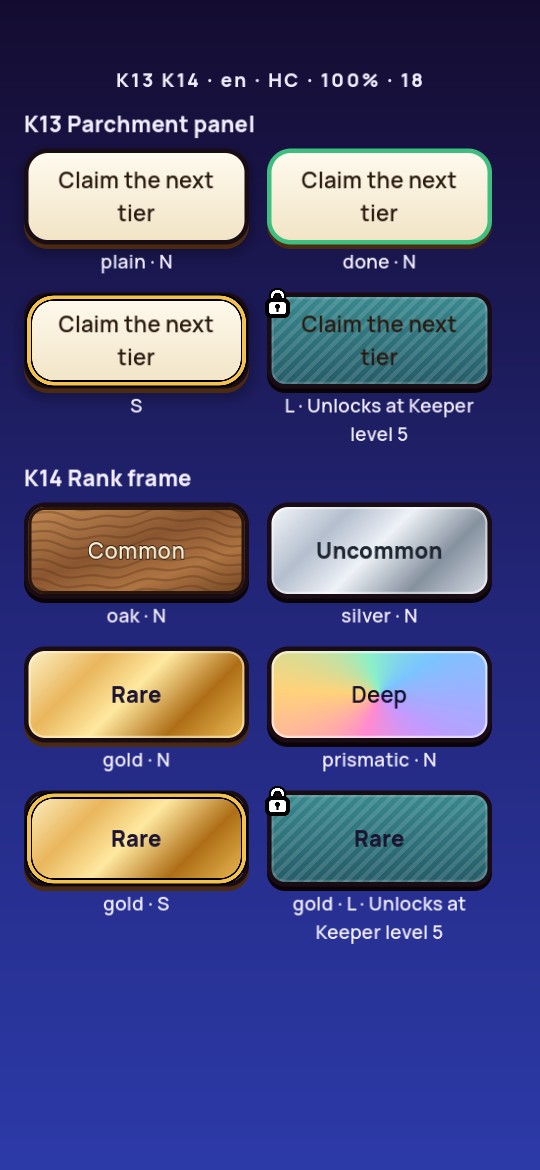 K13 K14 · en · HC · 100% · 18
K13 Parchment panel
Claim the next
tier
plain · N
Claim the next
tier
done · N
Claim the next
tier
S
Claim the next
tier
L · Unlocks at Keeper
level 5
K14 Rank frame
Common
oak · N
Uncommon
silver · N
Rare
gold · N
Deep
prismatic · N
Rare
gold · S
Rare
gold · L · Unlocks at
Keeper level 5